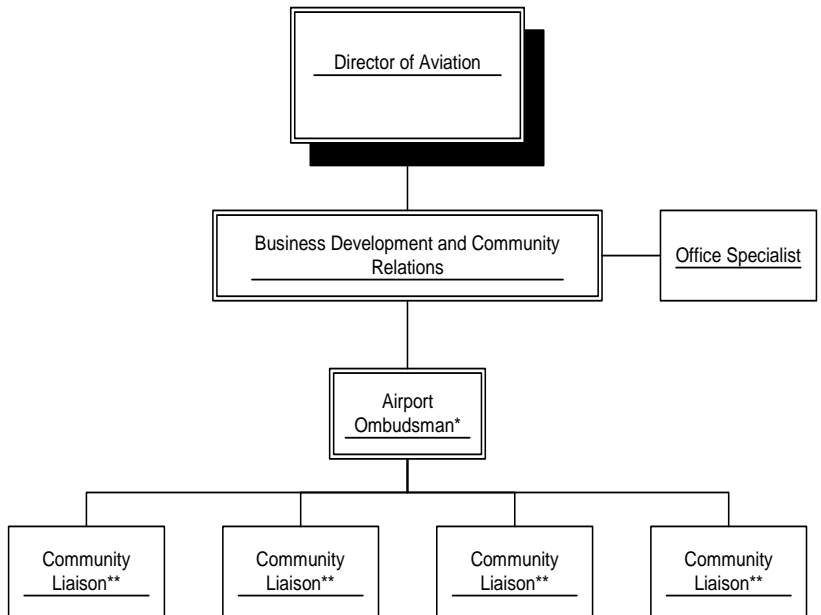 Director of Aviation
Business Development and Community
Relations
Office Specialist
Airport
Ombudsman*
Community
Liaison**
Community
Liaison**
Community
Liaison**
Community
Liaison**